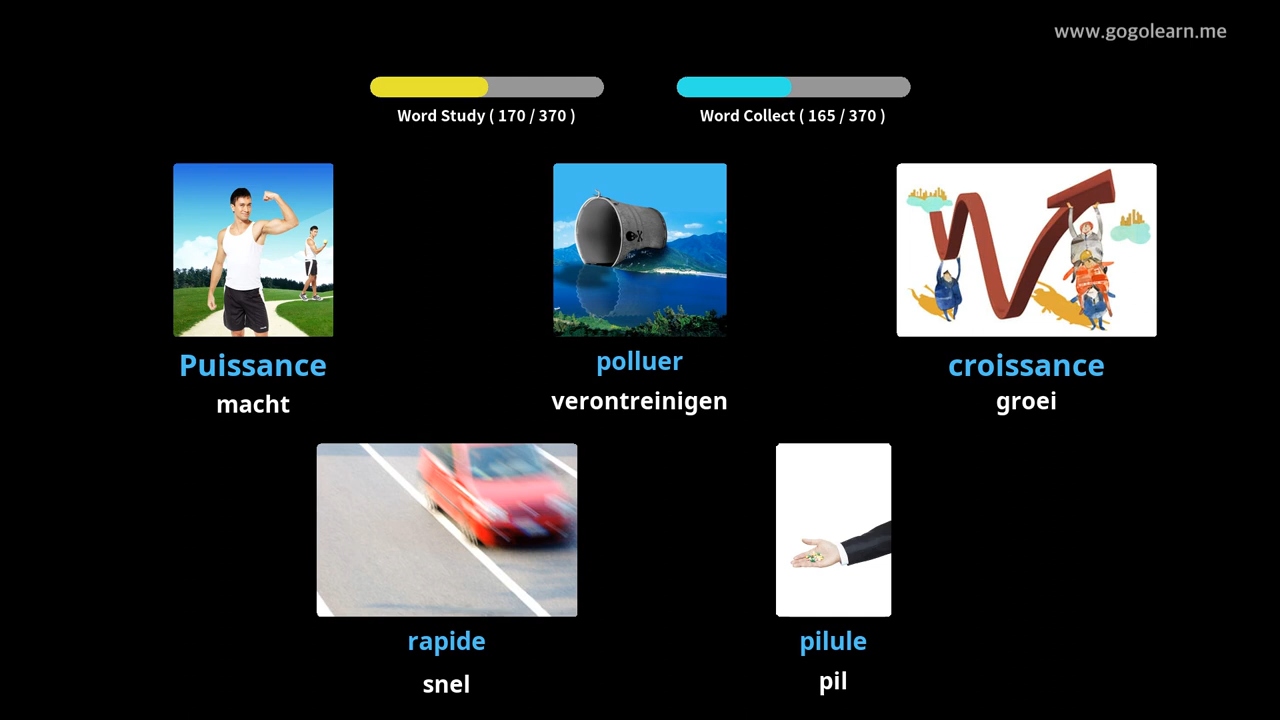 www.gogolearn.me
Word Study ( 170 / 370 )
Word Collect ( 165 / 370 )
Puissance
macht
polluer
verontreinigen
croissance
groei
rapide
snel
pilule
pil